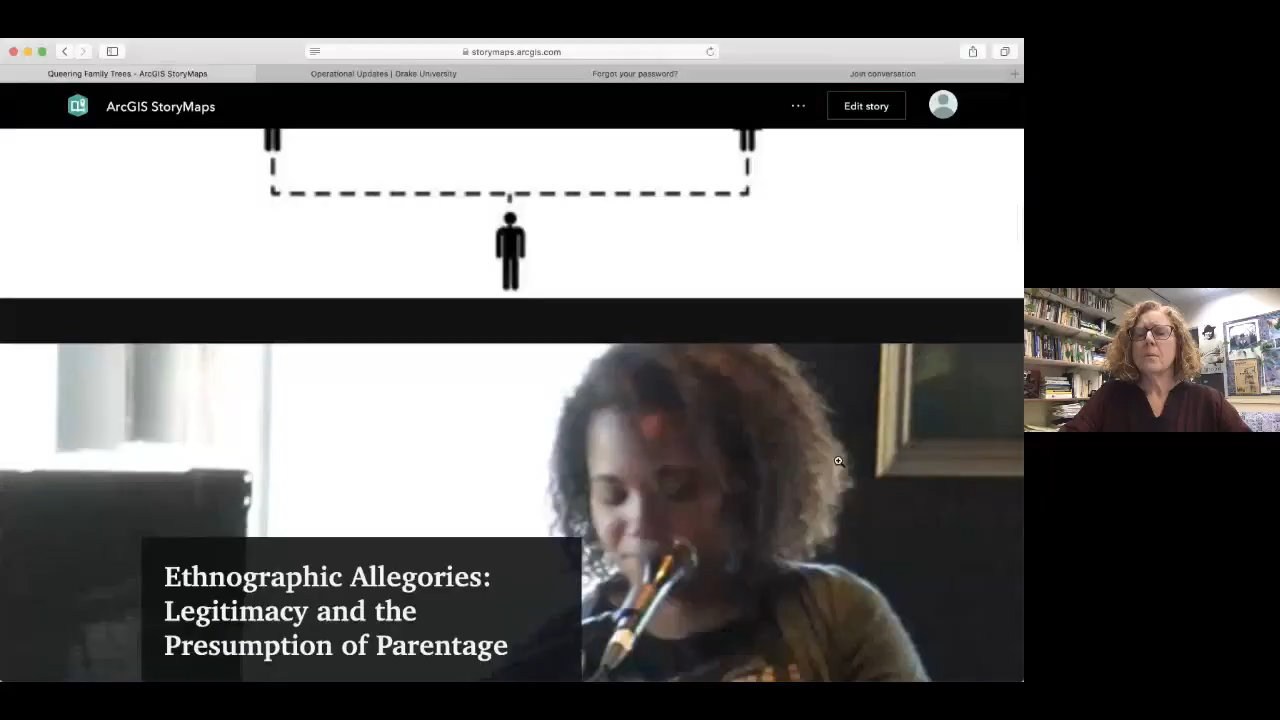 storymaps.arcgis.com
Queering Family Trees - ArcGIS StoryMaps
Operational Updates | Drake University
Forgot your password?
Join conversation
ArcGIS StoryMaps
Edit story
Ethnographic Allegories:
Legitimacy and the
Presumption of Parentage